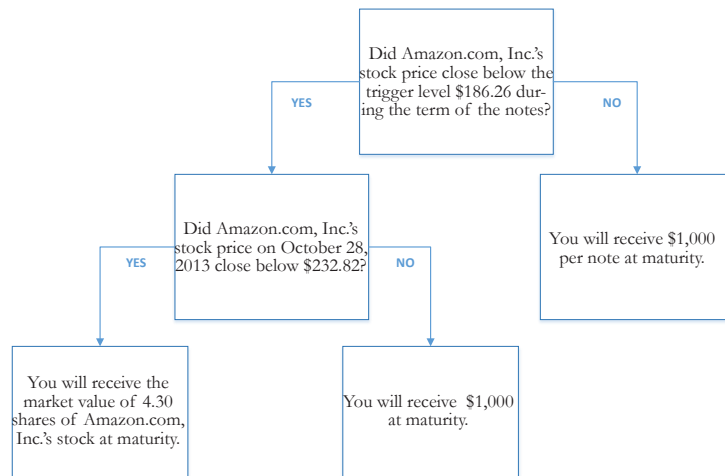 Did Amazon.com, Inc.'s
stock price close below the
trigger level $186.26 dur-
ing the term of the notes?
YES
NO
Did Amazon.com, Inc.'s
stock price on October 28,
2013 close below $232.82?
You will receive $1,000
per note at maturity.
YES
NO
You will receive the
market value of 4.30
shares of Amazon.com,
Inc.'s stock at maturity.
You will receive $1,000
at maturity.